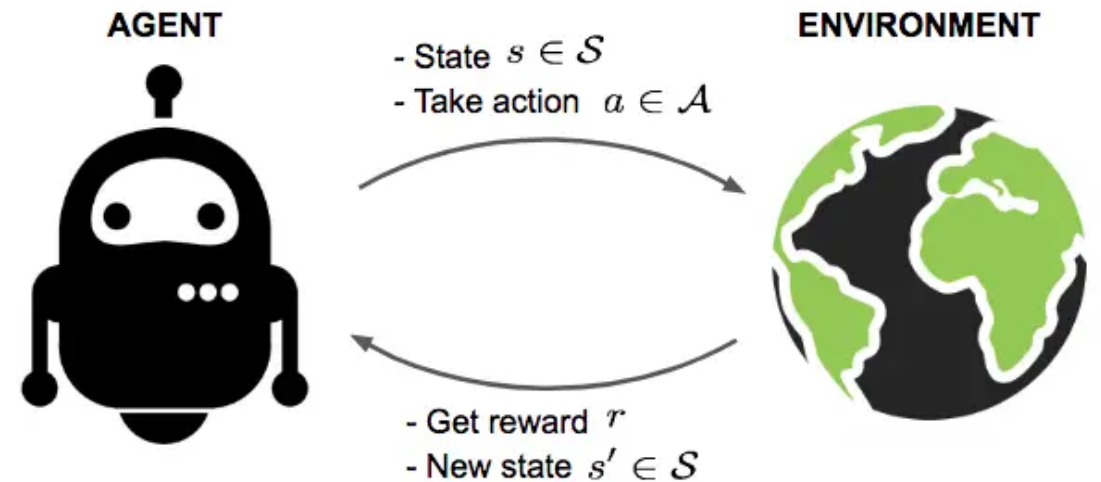 AGENT
ENVIRONMENT
- State s ∈ 𝒮
- Take action a ∈ 𝒜
- Get reward r
- New state s′ ∈ 𝒮